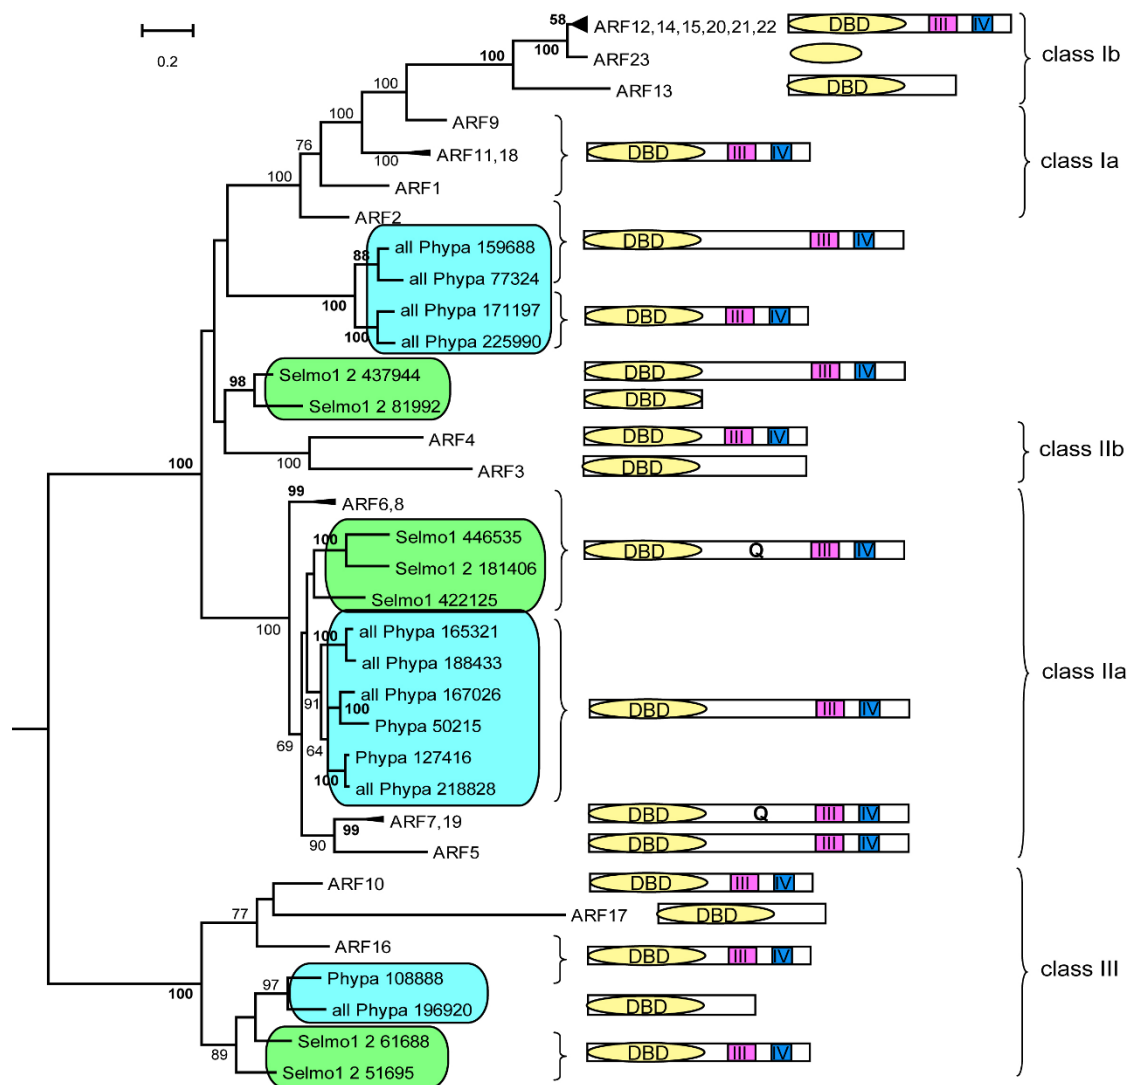 58 ARF12,14,15,20,21,22 DBD III IV
100 ARF23
class Ib
0.2
100
100 ARF13 DBD
100 ARF9
100 ARF11,18 DBD III IV
76
class Ia
100 ARF1
ARF2
88 all Phypa 159688 DBD III IV
all Phypa 77324
100 all Phypa 171197 DBD III IV
100 all Phypa 225990
98 Selmo1 2 437944 DBD III IV
Selmo1 2 81992 DBD
ARF4 DBD III IV
class IIb
100 100 ARF3 DBD
99 ARF6,8
100 Selmo1 446535 DBD Q III IV
Selmo1 2 181406
Selmo1 422125
100 100 all Phypa 165321
all Phypa 188433
class IIa
91 all Phypa 167026 DBD III IV
100 Phypa 50215
69 64 Phypa 127416
100 all Phypa 218828
DBD Q III IV
99 ARF7,19
90 ARF5 DBD III IV
ARF10 DBD III IV
77 ARF17 DBD
ARF16 DBD III IV
class III
100 97 Phypa 108888
all Phypa 196920 DBD
89 Selmo1 2 61688 DBD III IV
Selmo1 2 51695